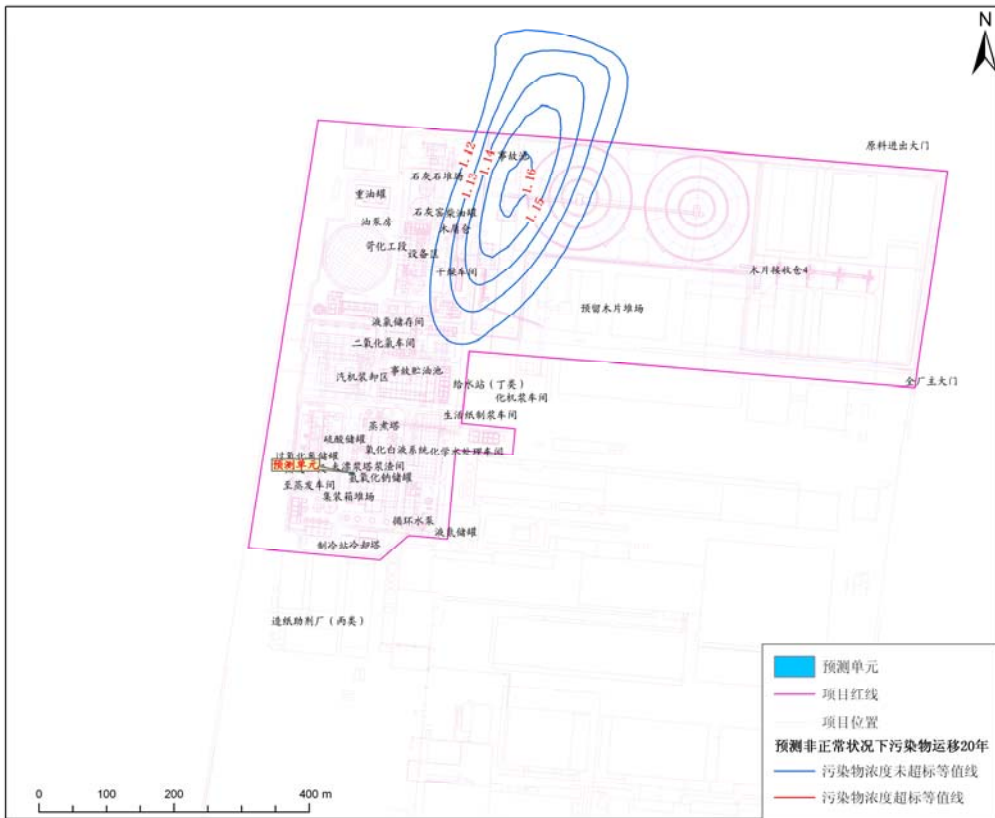 N
原料进出大门
事故池
1.12
1.14
1.13
1.16
1.15
石灰石堆场
重油罐
石灰窑柴油罐
油泵房
木屑仓
苛化工段
设备区
干燥车间
木片接收仓4
预留木片堆场
液氯储存间
二氧化氯车间
事故贮油池
汽机装卸区
给水站（丁类）
全厂主大门
化机浆车间
生活纸制浆车间
蒸煮塔
硫酸储罐
氧化白液系统
化学水处理车间
预测单元
漂浆塔浆渣间
氢氧化钠储罐
至蒸发车间
集装箱堆场
循环水泵
液氨储罐
制冷站冷却塔
造纸助剂厂（丙类）
预测单元
项目红线
项目位置
预测非正常状况下污染物运移20年
污染物浓度未超标等值线
污染物浓度超标等值线
0 100 200 400 m